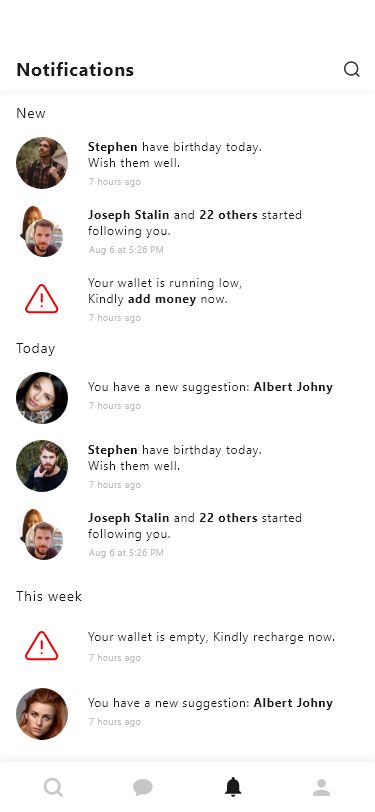 Notifications
New
Stephen have birthday today.
Wish them well.
7 hours ago
Joseph Stalin and 22 others started
following you.
Aug 6 at 5:26 PM
Your wallet is running low,
Kindly add money now.
7 hours ago
Today
You have a new suggestion: Albert Johny
7 hours ago
Stephen have birthday today.
Wish them well.
7 hours ago
Joseph Stalin and 22 others started
following you.
Aug 6 at 5:26 PM
This week
Your wallet is empty, Kindly recharge now.
7 hours ago
You have a new suggestion: Albert Johny
7 hours ago